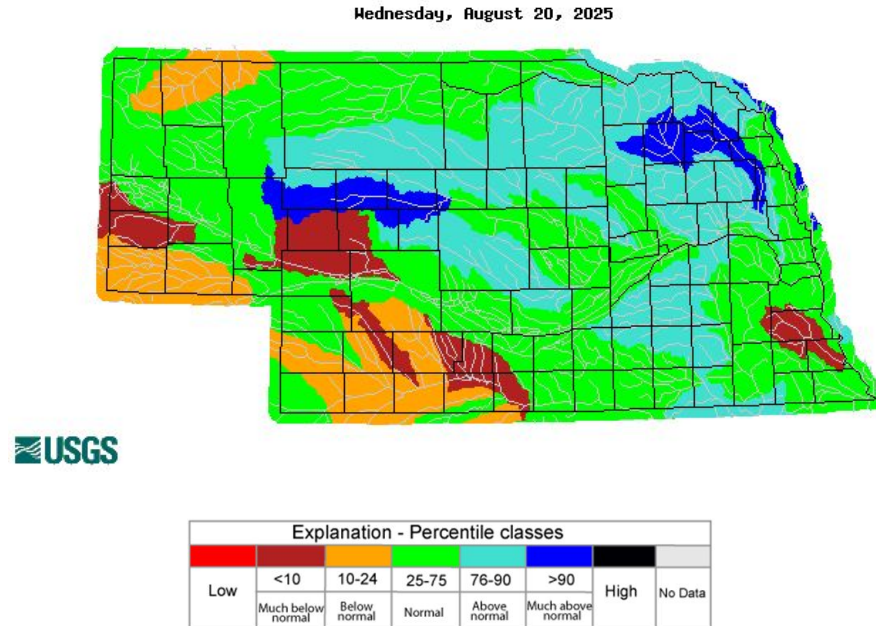 Wednesday, August 20, 2025
USGS
Explanation - Percentile classes
Low
<10
10-24
25-75
76-90
>90
High
No Data
Much below
normal
Below
normal
Normal
Above
normal
Much above
normal